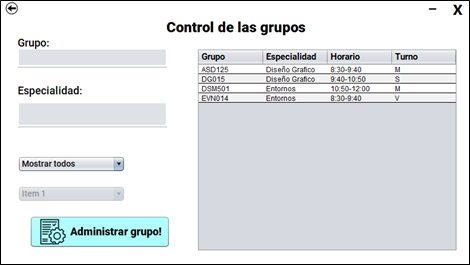 Control de las grupos
Grupo:
Especialidad:
Mostrar todos
Item 1
Administrar grupo!
Grupo Especialidad Horario Turno
ASD125 Diseño Grafico 8:30-9:40 M
DG015 Diseño Grafico 9:40-10:50 S
DSM501 Entornos 10:50-12:00 M
EVN014 Entornos 8:30-9:40 V